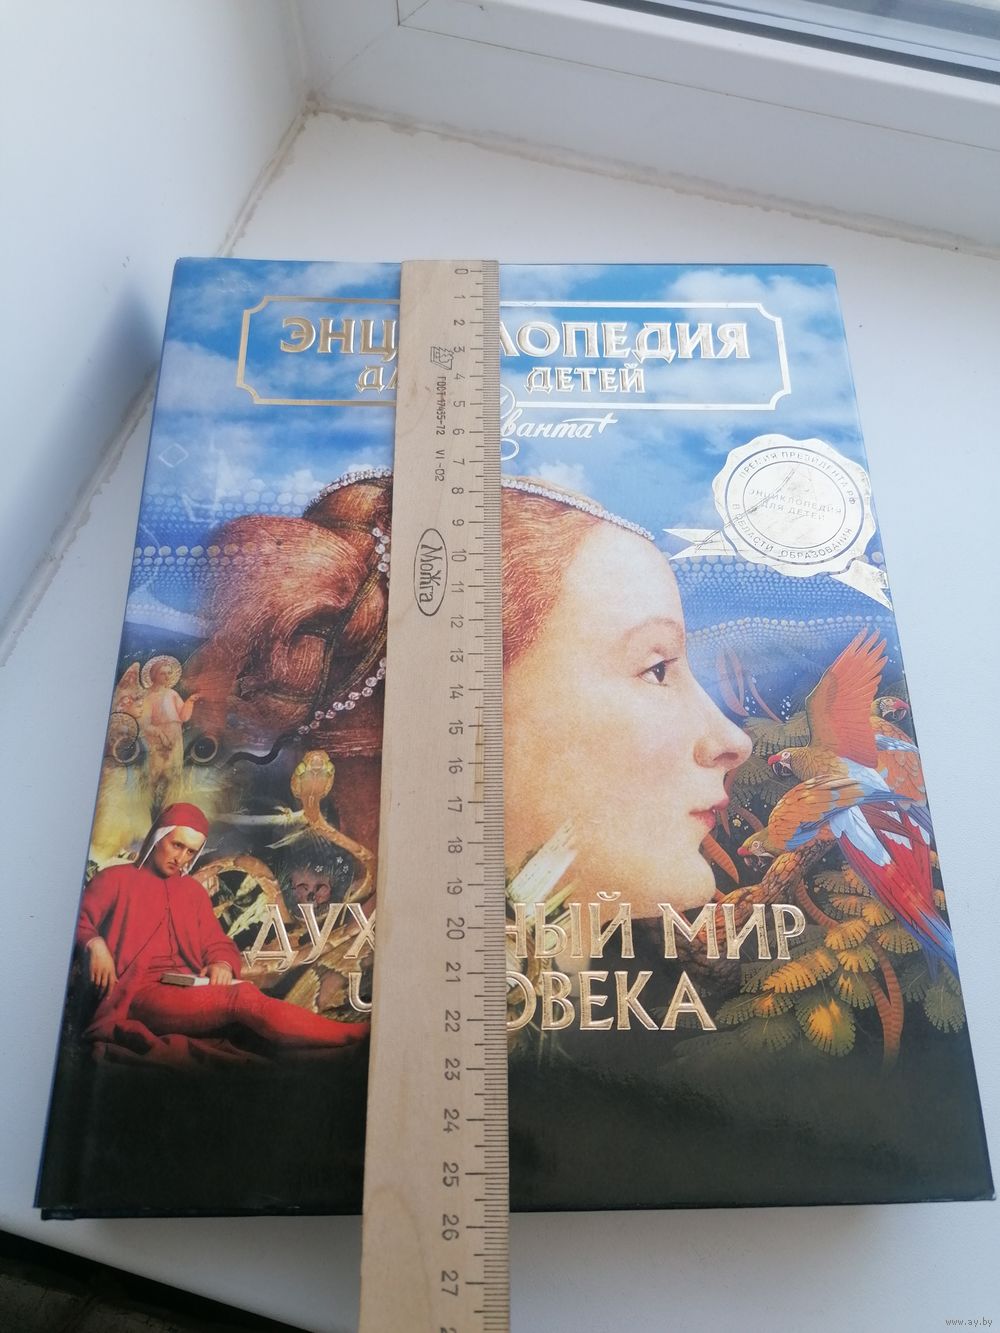 ЭНЦ ЛОПЕДИЯ
ДЛ ДЕТЕЙ
Аванта+
ПРЕМИЯ ПРЕЗИДЕНТА РФ
ЭНЦИКЛОПЕДИЯ
ДЛЯ ДЕТЕЙ
В ОБЛАСТИ ОБРАЗОВАНИЯ
ДУХ НЫЙ МИР
Ч ОВЕКА
0
1
2
3
4
5
6
7
8
9
10
11
12
13
14
15
16
17
18
19
20
21
22
23
24
25
26
27
ГОСТ 17435-72 VI-02
МоЖга
www.ay.by